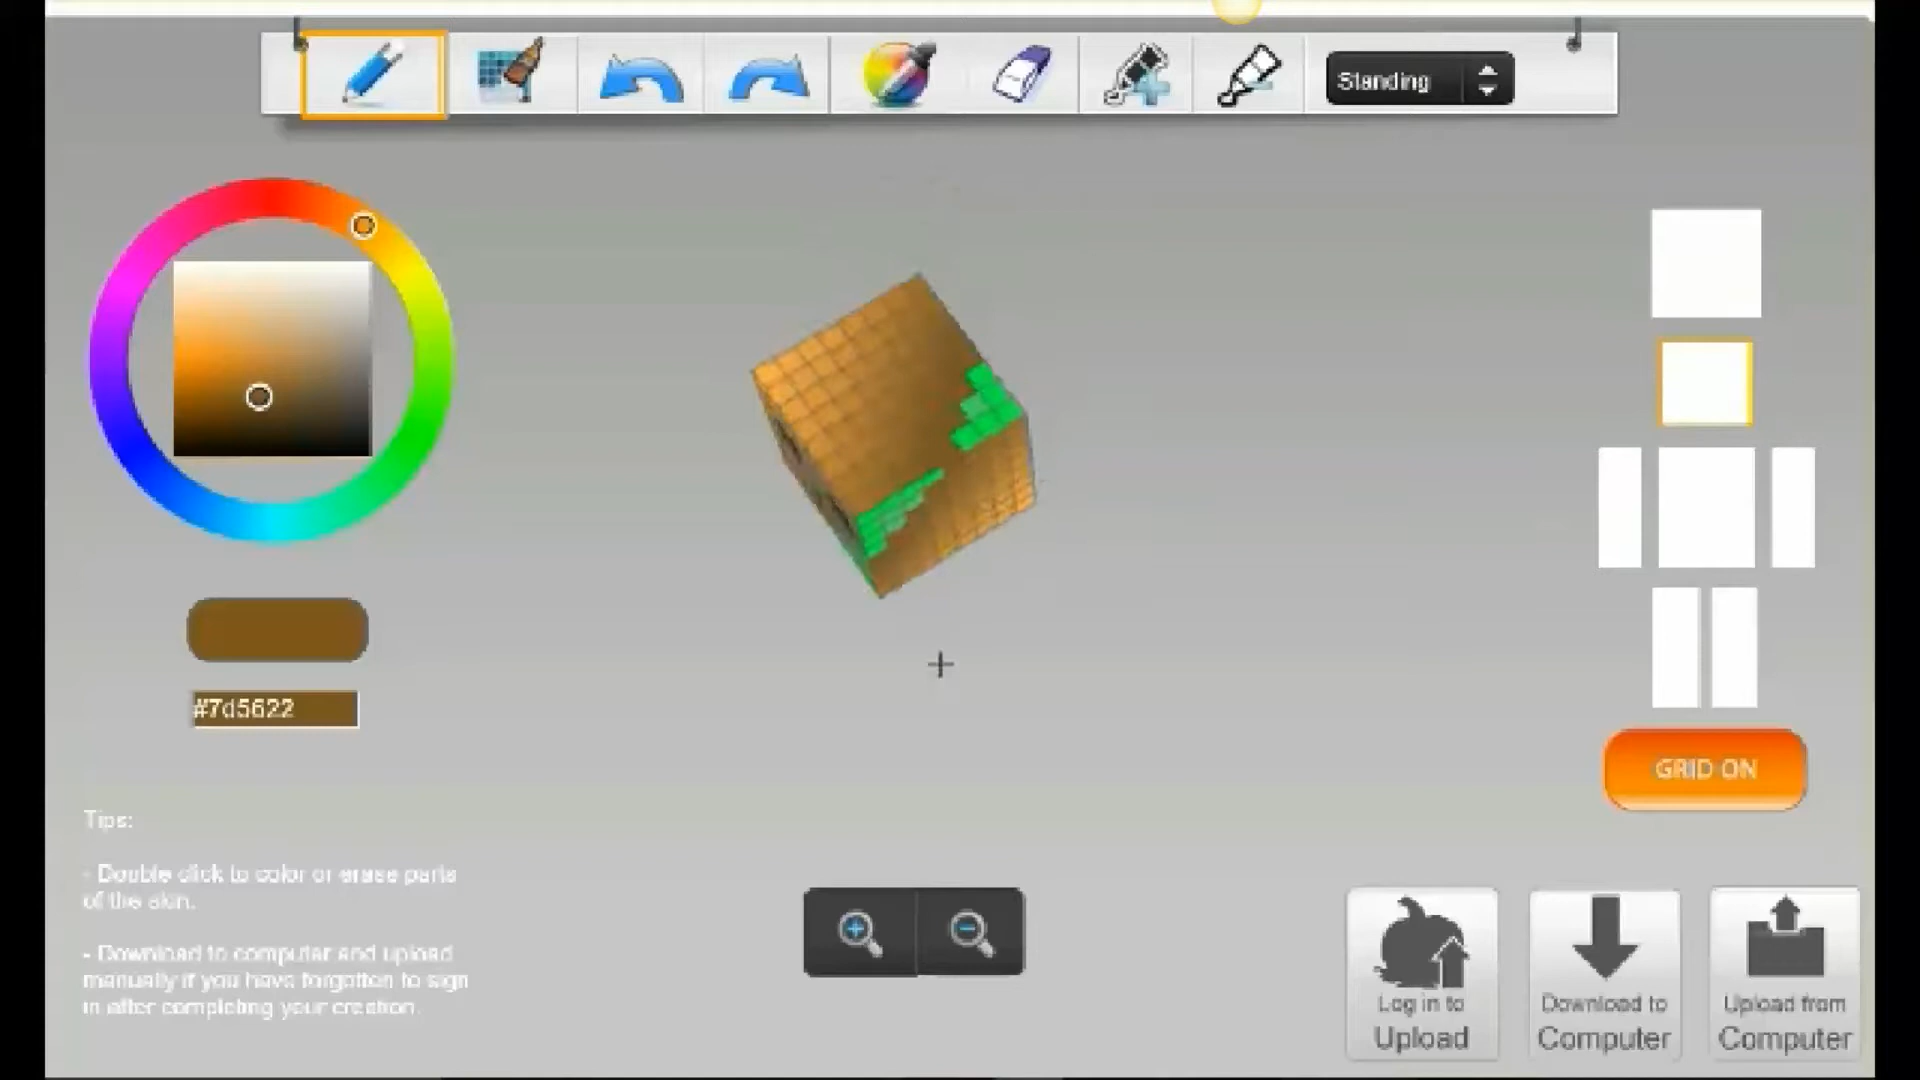 Standing
#7d5622
GRID ON
Tips:
- Double click to color or erase parts
of the skin.
- Download to computer and upload
manually if you have forgotten to sign
in after completing your creation.
Log in to
Upload
Download to
Computer
Upload from
Computer